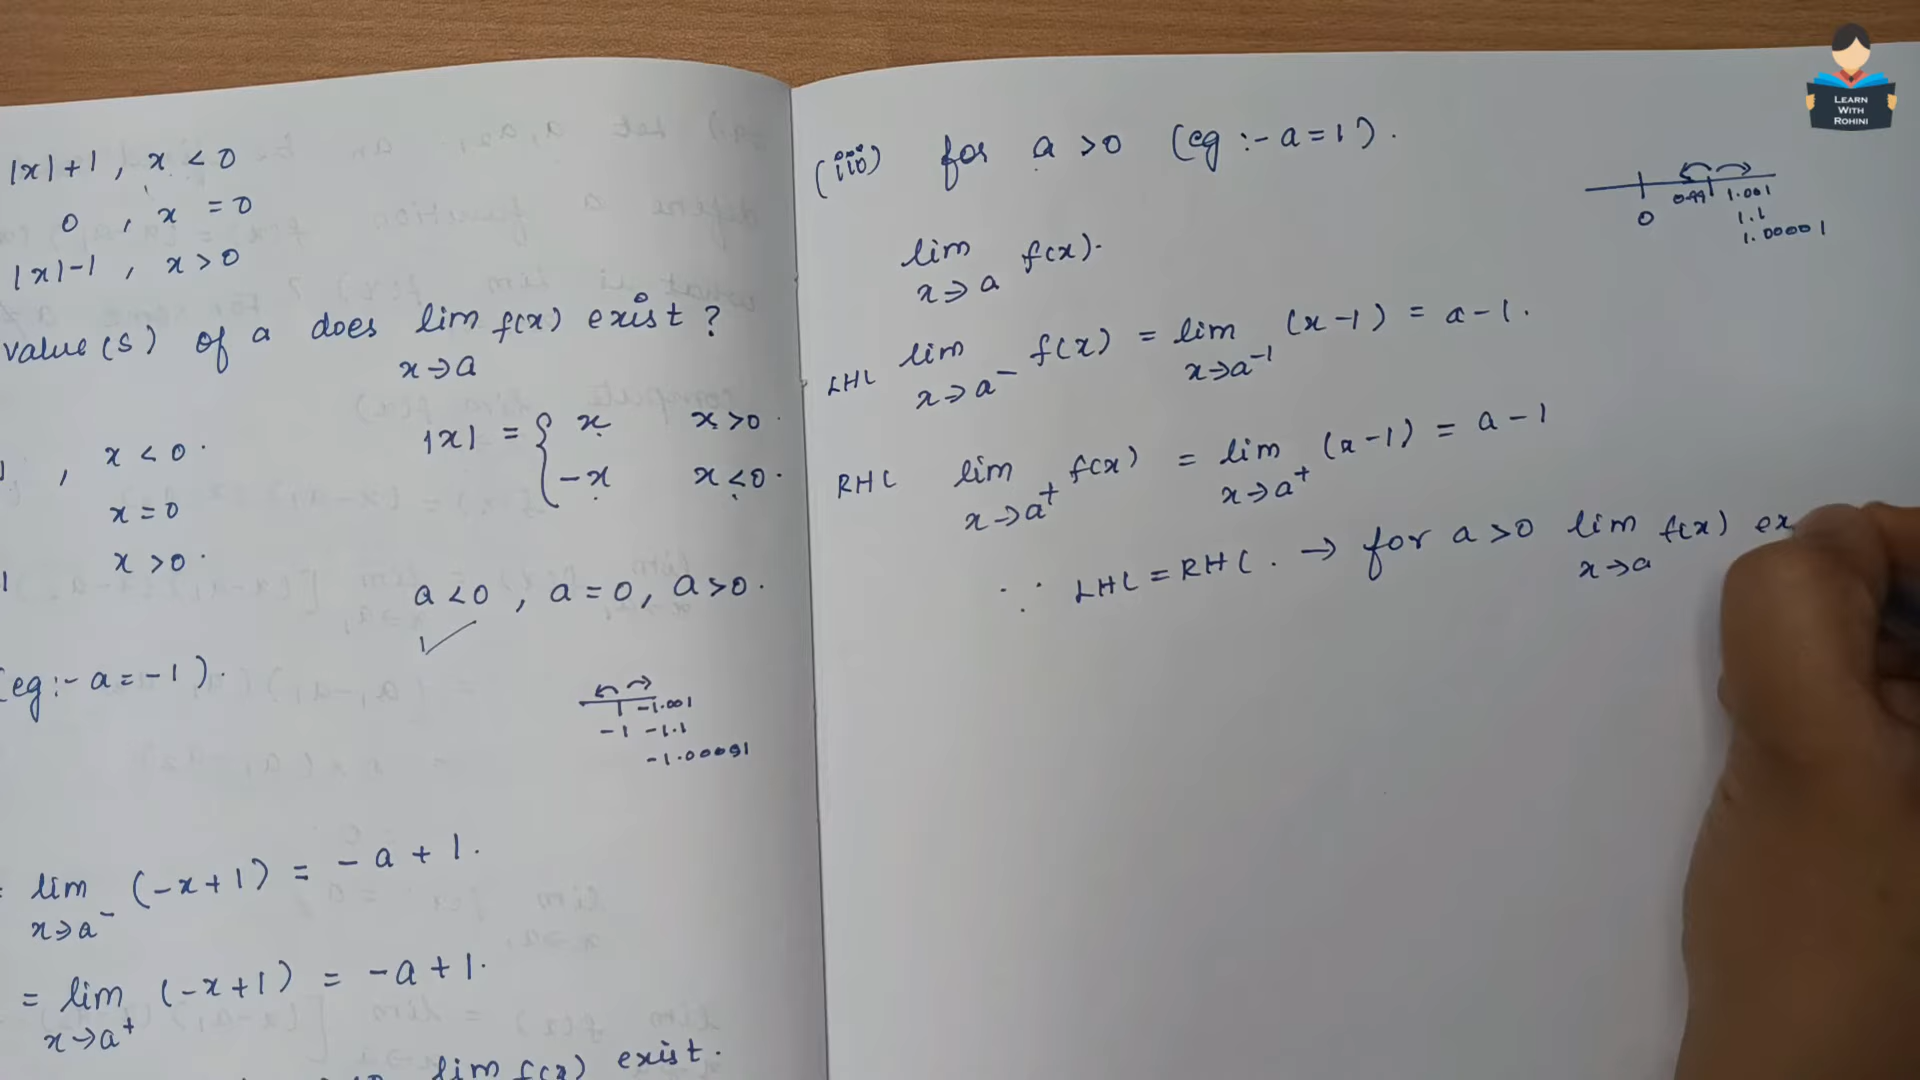 |x|+1, x < 0
0, x = 0
|x|-1, x > 0
value(s) of a does lim f(x) exist?
x→a
, x < 0.
x = 0
x > 0.
|x| = { x x > 0.
-x x < 0.
a < 0, a = 0, a > 0.
(eg:- a = -1).
-1.001
-1 -1.1
-1.00001
= lim (-x+1) = -a+1.
x→a⁻
= lim (-x+1) = -a+1.
x→a⁺
lim f(x) exist.
(iii) for a > 0 (eg:- a = 1).
0.99 1.001
0 1.1
1.00001
lim f(x).
x→a
LHL lim f(x) = lim (x-1) = a-1.
x→a⁻ x→a⁻¹
RHL lim f(x) = lim (x-1) = a-1
x→a⁺ x→a⁺
∵ LHL = RHL. → for a > 0 lim f(x) ex
x→a
LEARN
WITH
ROHINI